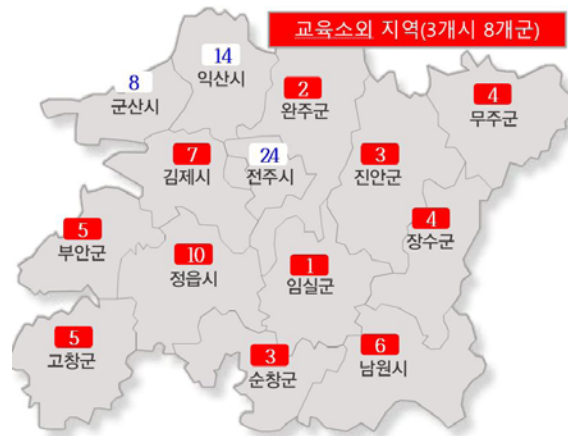 교육소외 지역(3개시 8개군)
14
익산시
8
군산시
2
완주군
4
무주군
7
김제시
24
전주시
3
진안군
4
장수군
5
부안군
10
정읍시
1
임실군
5
고창군
3
순창군
6
남원시